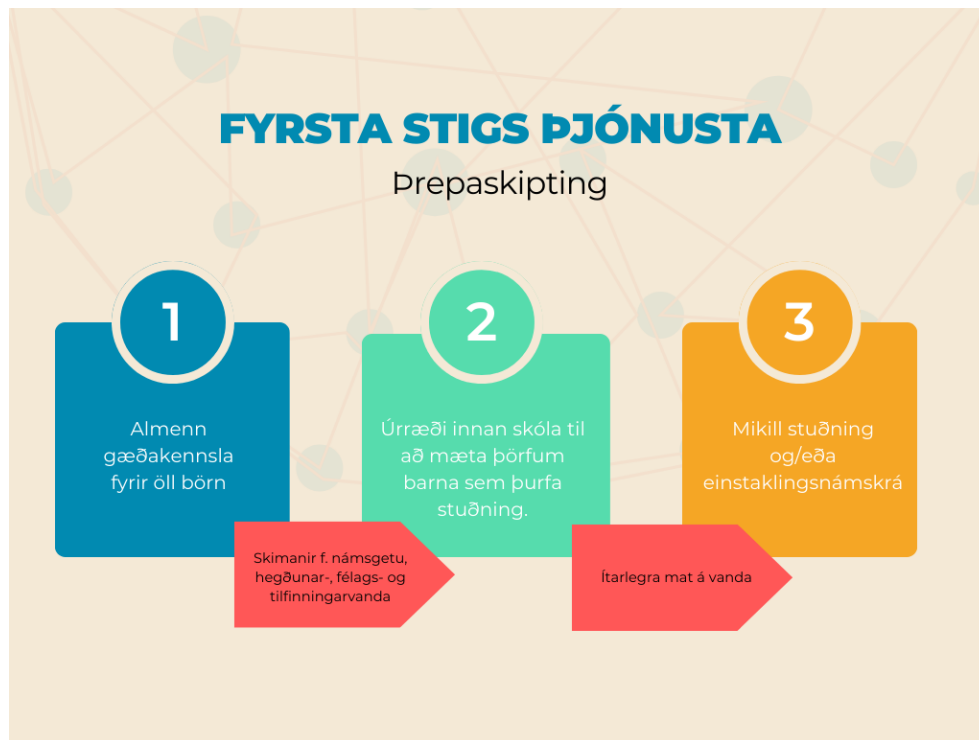 FYRSTA STIGS ÞJÓNUSTA
Þrepaskipting
1
Almenn
gæðakennsla
fyrir öll börn
Skimanir f. námsgetu,
hegðunar-, félags- og
tilfinningarvanda
2
Úrræði innan skóla til
að mæta þörfum
barna sem þurfa
stuðning.
Ítarlegra mat á vanda
3
Mikill stuðning
og/eða
einstaklingsnámskrá